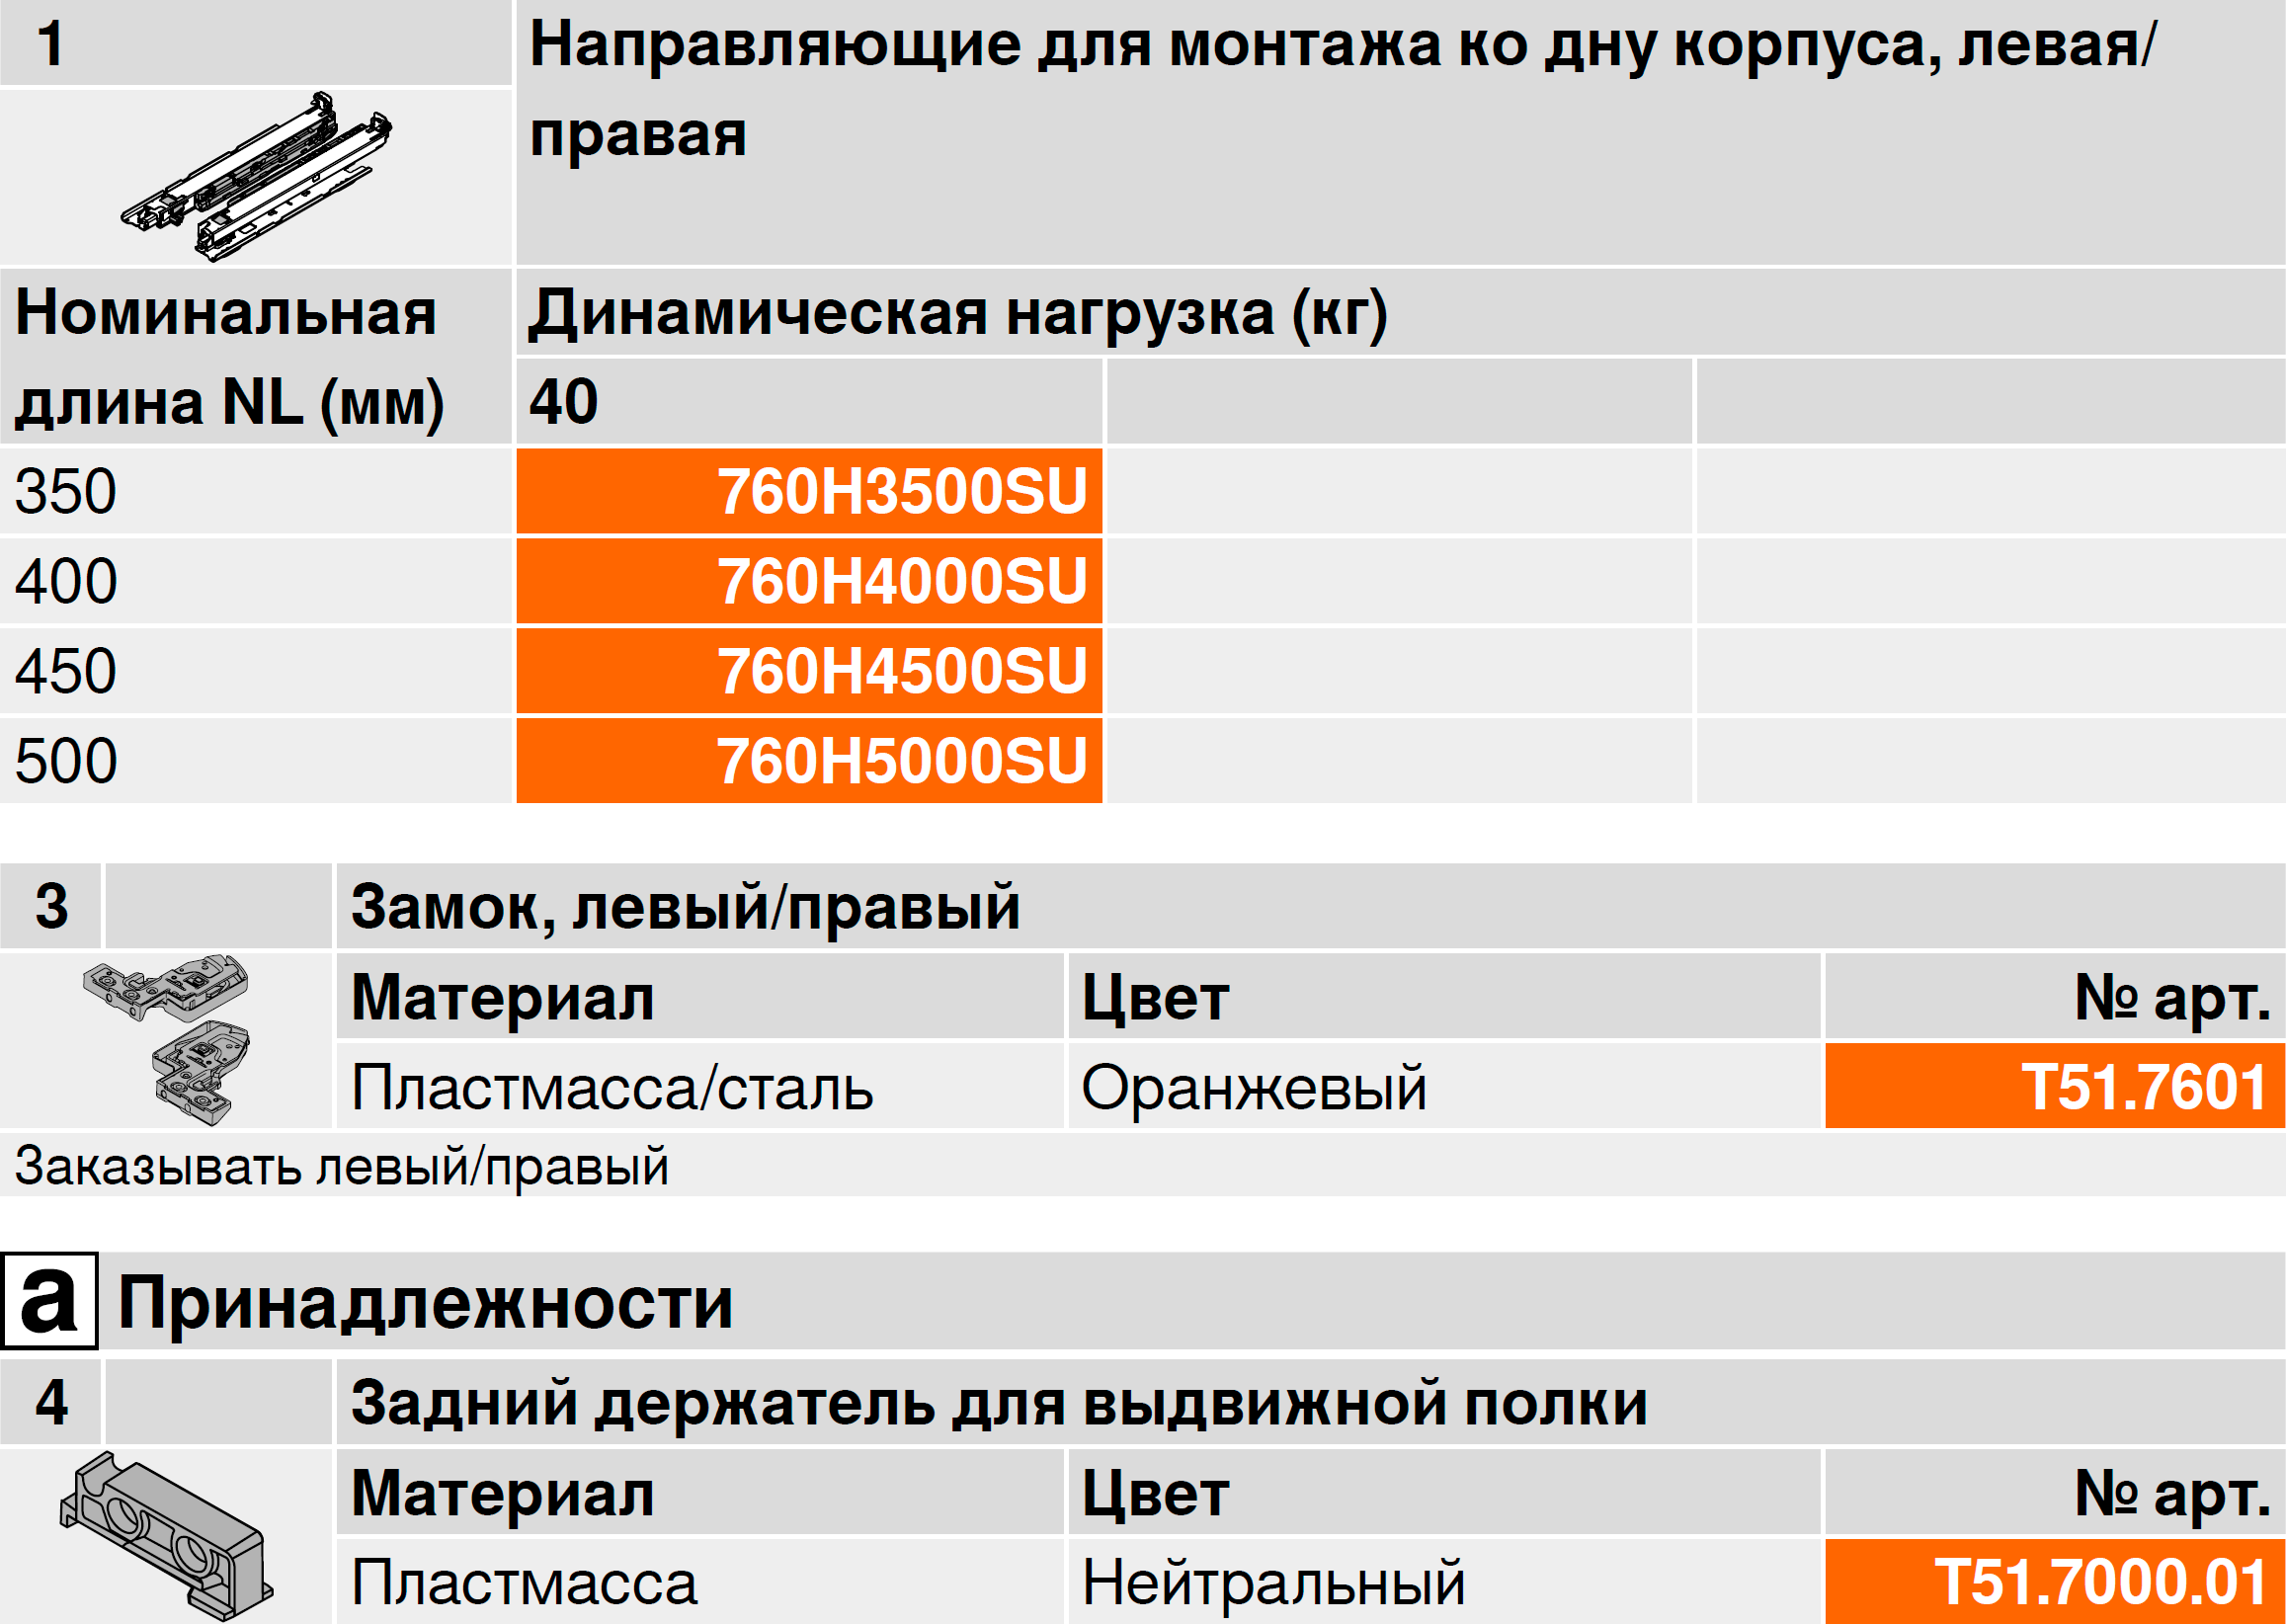 1
Направляющие для монтажа ко дну корпуса, левая/
правая
Номинальная
длина NL (мм)
Динамическая нагрузка (кг)
40
350 760H3500SU
400 760H4000SU
450 760H4500SU
500 760H5000SU
3 Замок, левый/правый
Материал Цвет № арт.
Пластмасса/сталь Оранжевый T51.7601
Заказывать левый/правый
a Принадлежности
4 Задний держатель для выдвижной полки
Материал Цвет № арт.
Пластмасса Нейтральный T51.7000.01